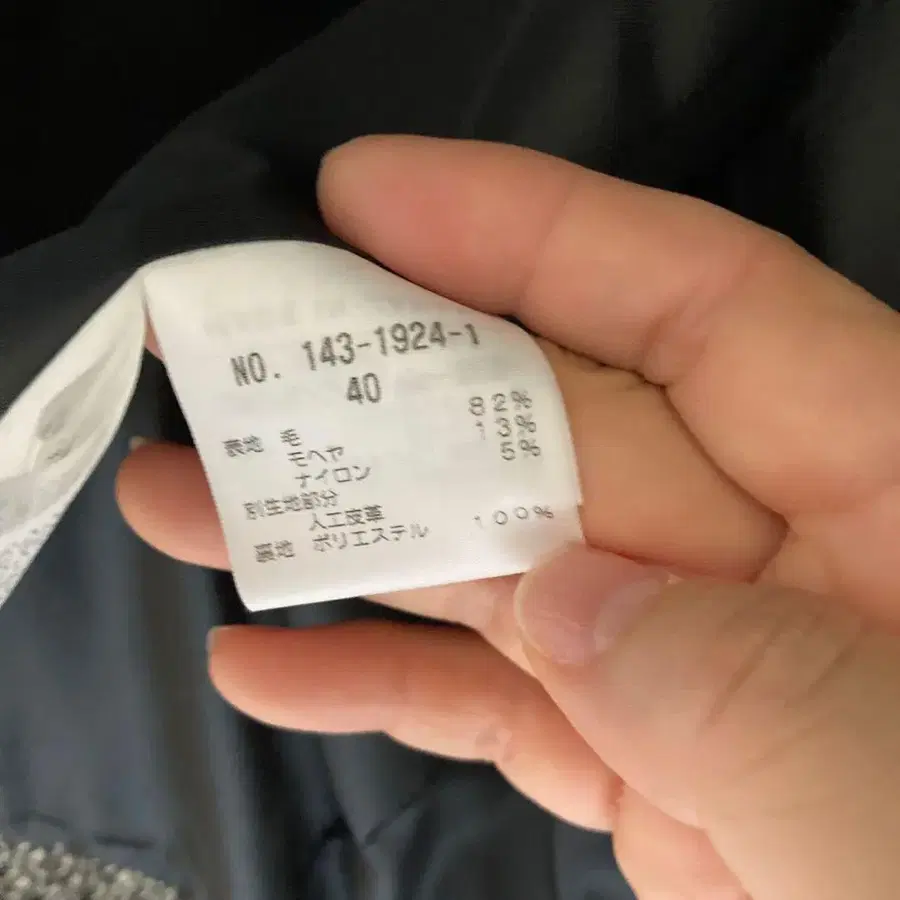 NO. 143-1924-1
40
表地 毛 82%
モヘヤ 13%
ナイロン 5%
別生地部分
人工皮革
裏地 ポリエステル 100%